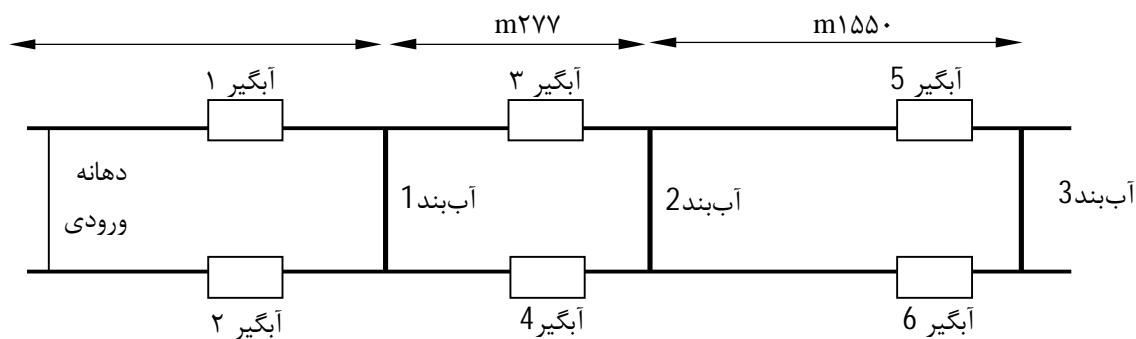 m۲۷۷
m۱۵۵۰
آبگیر ۱
آبگیر ۳
آبگیر 5
دهانه
ورودی
آب‌بند1
آب‌بند2
آب‌بند3
آبگیر ۲
آبگیر4
آبگیر 6